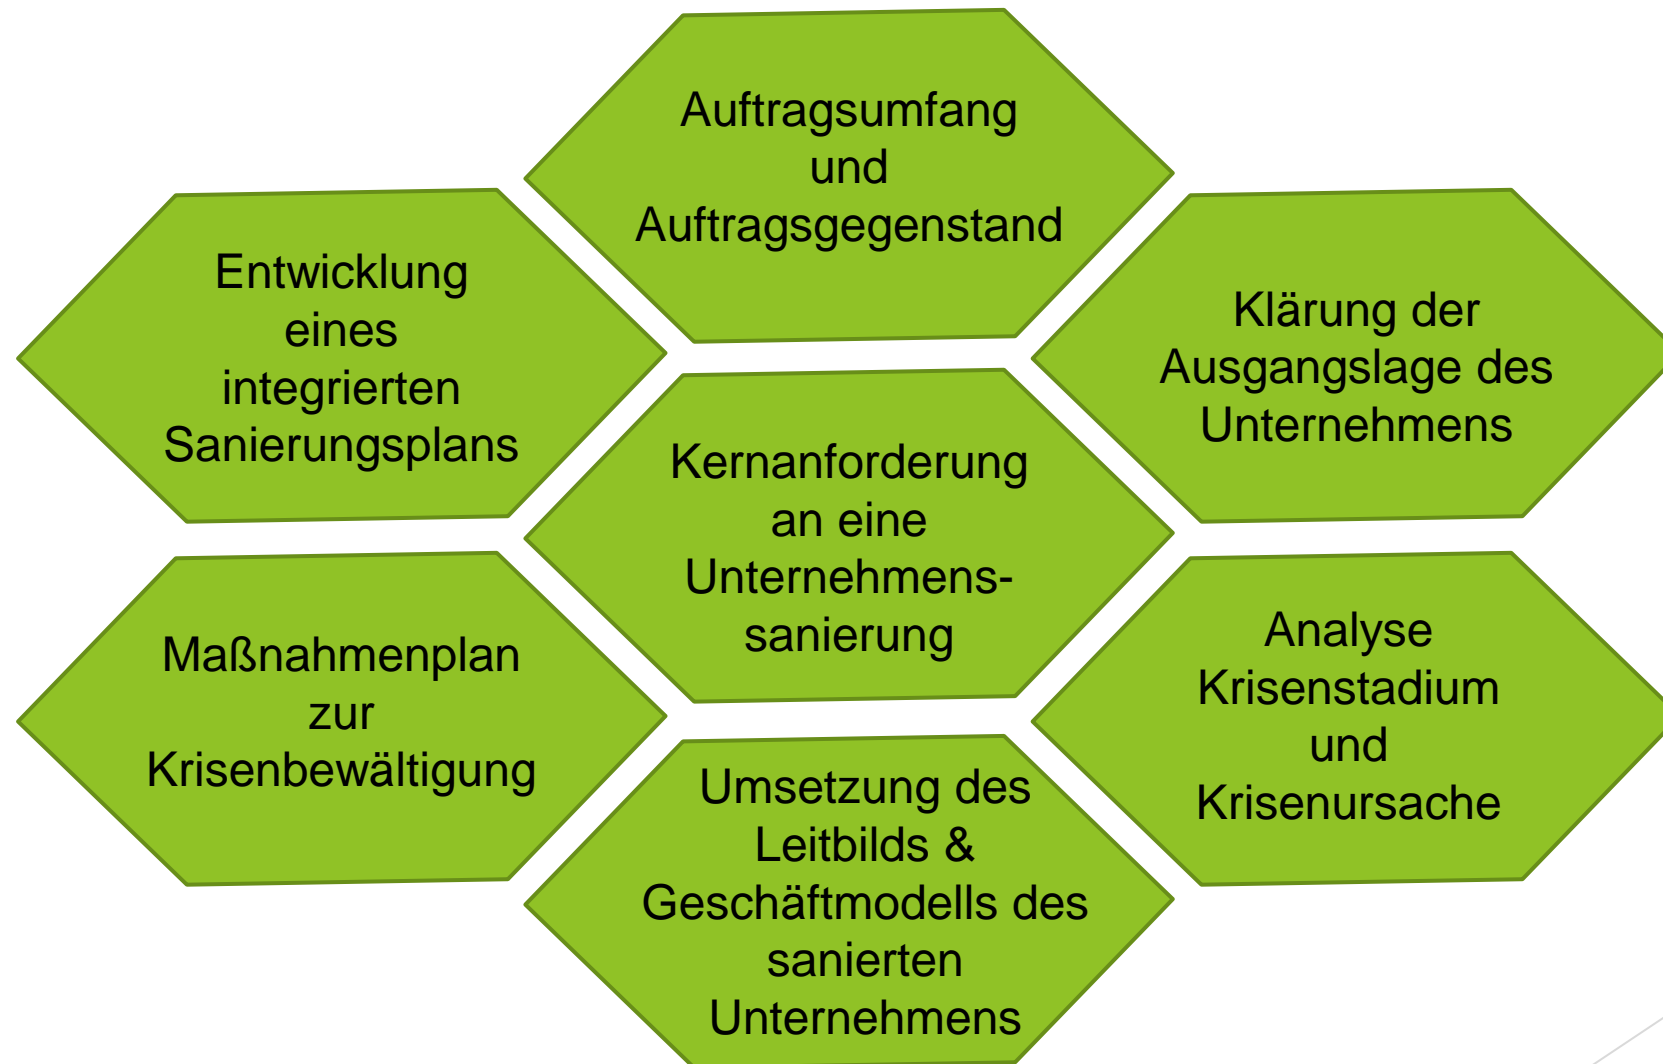 Auftragsumfang
und
Auftragsgegenstand
Klärung der
Ausgangslage des
Unternehmens
Analyse
Krisenstadium
und
Krisenursache
Umsetzung des
Leitbilds &
Geschäftmodells des
sanierten
Unternehmens
Maßnahmenplan
zur
Krisenbewältigung
Entwicklung
eines
integrierten
Sanierungsplans
Kernanforderung
an eine
Unternehmens-
sanierung